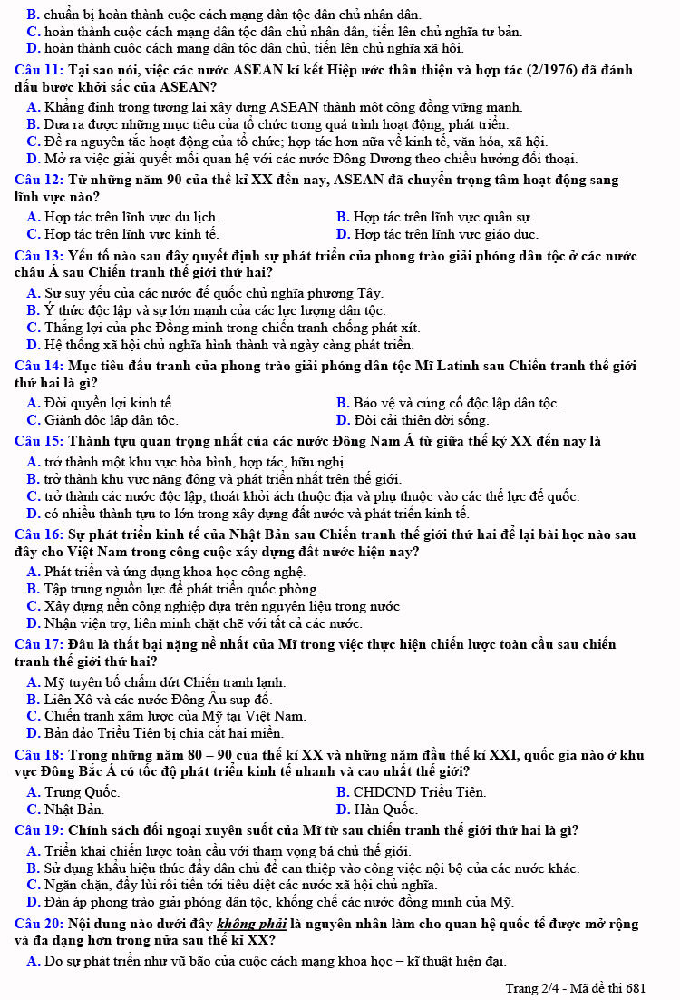 B. chuẩn bị hoàn thành cuộc cách mạng dân tộc dân chủ nhân dân.
C. hoàn thành cuộc cách mạng dân tộc dân chủ nhân dân, tiến lên chủ nghĩa tư bản.
D. hoàn thành cuộc cách mạng dân tộc dân chủ, tiến lên chủ nghĩa xã hội.
Câu 11: Tại sao nói, việc các nước ASEAN kí kết Hiệp ước thân thiện và hợp tác (2/1976) đã đánh
dấu bước khởi sắc của ASEAN?
A. Khẳng định trong tương lai xây dựng ASEAN thành một cộng đồng vững mạnh.
B. Đưa ra được những mục tiêu của tổ chức trong quá trình hoạt động, phát triển.
C. Đề ra nguyên tắc hoạt động của tổ chức; hợp tác hơn nữa về kinh tế, văn hóa, xã hội.
D. Mở ra việc giải quyết mối quan hệ với các nước Đông Dương theo chiều hướng đối thoại.
Câu 12: Từ những năm 90 của thế kỉ XX đến nay, ASEAN đã chuyển trọng tâm hoạt động sang
lĩnh vực nào?
A. Hợp tác trên lĩnh vực du lịch. B. Hợp tác trên lĩnh vực quân sự.
C. Hợp tác trên lĩnh vực kinh tế. D. Hợp tác trên lĩnh vực giáo dục.
Câu 13: Yếu tố nào sau đây quyết định sự phát triển của phong trào giải phóng dân tộc ở các nước
châu Á sau Chiến tranh thế giới thứ hai?
A. Sự suy yếu của các nước đế quốc chủ nghĩa phương Tây.
B. Ý thức độc lập và sự lớn mạnh của các lực lượng dân tộc.
C. Thắng lợi của phe Đồng minh trong chiến tranh chống phát xít.
D. Hệ thống xã hội chủ nghĩa hình thành và ngày càng phát triển.
Câu 14: Mục tiêu đấu tranh của phong trào giải phóng dân tộc Mĩ Latinh sau Chiến tranh thế giới
thứ hai là gì?
A. Đòi quyền lợi kinh tế. B. Bảo vệ và củng cố độc lập dân tộc.
C. Giành độc lập dân tộc. D. Đòi cải thiện đời sống.
Câu 15: Thành tựu quan trọng nhất của các nước Đông Nam Á từ giữa thế kỷ XX đến nay là
A. trở thành một khu vực hòa bình, hợp tác, hữu nghị.
B. trở thành khu vực năng động và phát triển nhất trên thế giới.
C. trở thành các nước độc lập, thoát khỏi ách thuộc địa và phụ thuộc vào các thế lực đế quốc.
D. có nhiều thành tựu to lớn trong xây dựng đất nước và phát triển kinh tế.
Câu 16: Sự phát triển kinh tế của Nhật Bản sau Chiến tranh thế giới thứ hai để lại bài học nào sau
đây cho Việt Nam trong công cuộc xây dựng đất nước hiện nay?
A. Phát triển và ứng dụng khoa học công nghệ.
B. Tập trung nguồn lực để phát triển quốc phòng.
C. Xây dựng nền công nghiệp dựa trên nguyên liệu trong nước
D. Nhận viện trợ, liên minh chặt chẽ với tất cả các nước.
Câu 17: Đâu là thất bại nặng nề nhất của Mĩ trong việc thực hiện chiến lược toàn cầu sau chiến
tranh thế giới thứ hai?
A. Mỹ tuyên bố chấm dứt Chiến tranh lạnh.
B. Liên Xô và các nước Đông Âu sụp đổ.
C. Chiến tranh xâm lược của Mỹ tại Việt Nam.
D. Bán đảo Triều Tiên bị chia cắt hai miền.
Câu 18: Trong những năm 80 – 90 của thế kỉ XX và những năm đầu thế kỉ XXI, quốc gia nào ở khu
vực Đông Bắc Á có tốc độ phát triển kinh tế nhanh và cao nhất thế giới?
A. Trung Quốc. B. CHDCND Triều Tiên.
C. Nhật Bản. D. Hàn Quốc.
Câu 19: Chính sách đối ngoại xuyên suốt của Mĩ từ sau chiến tranh thế giới thứ hai là gì?
A. Triển khai chiến lược toàn cầu với tham vọng bá chủ thế giới.
B. Sử dụng khẩu hiệu thúc đẩy dân chủ để can thiệp vào công việc nội bộ của các nước khác.
C. Ngăn chặn, đẩy lùi rồi tiến tới tiêu diệt các nước xã hội chủ nghĩa.
D. Đàn áp phong trào giải phóng dân tộc, khống chế các nước đồng minh của Mỹ.
Câu 20: Nội dung nào dưới đây không phải là nguyên nhân làm cho quan hệ quốc tế được mở rộng
và đa dạng hơn trong nửa sau thế kỉ XX?
A. Do sự phát triển như vũ bão của cuộc cách mạng khoa học – kĩ thuật hiện đại.
Trang 2/4 - Mã đề thi 681